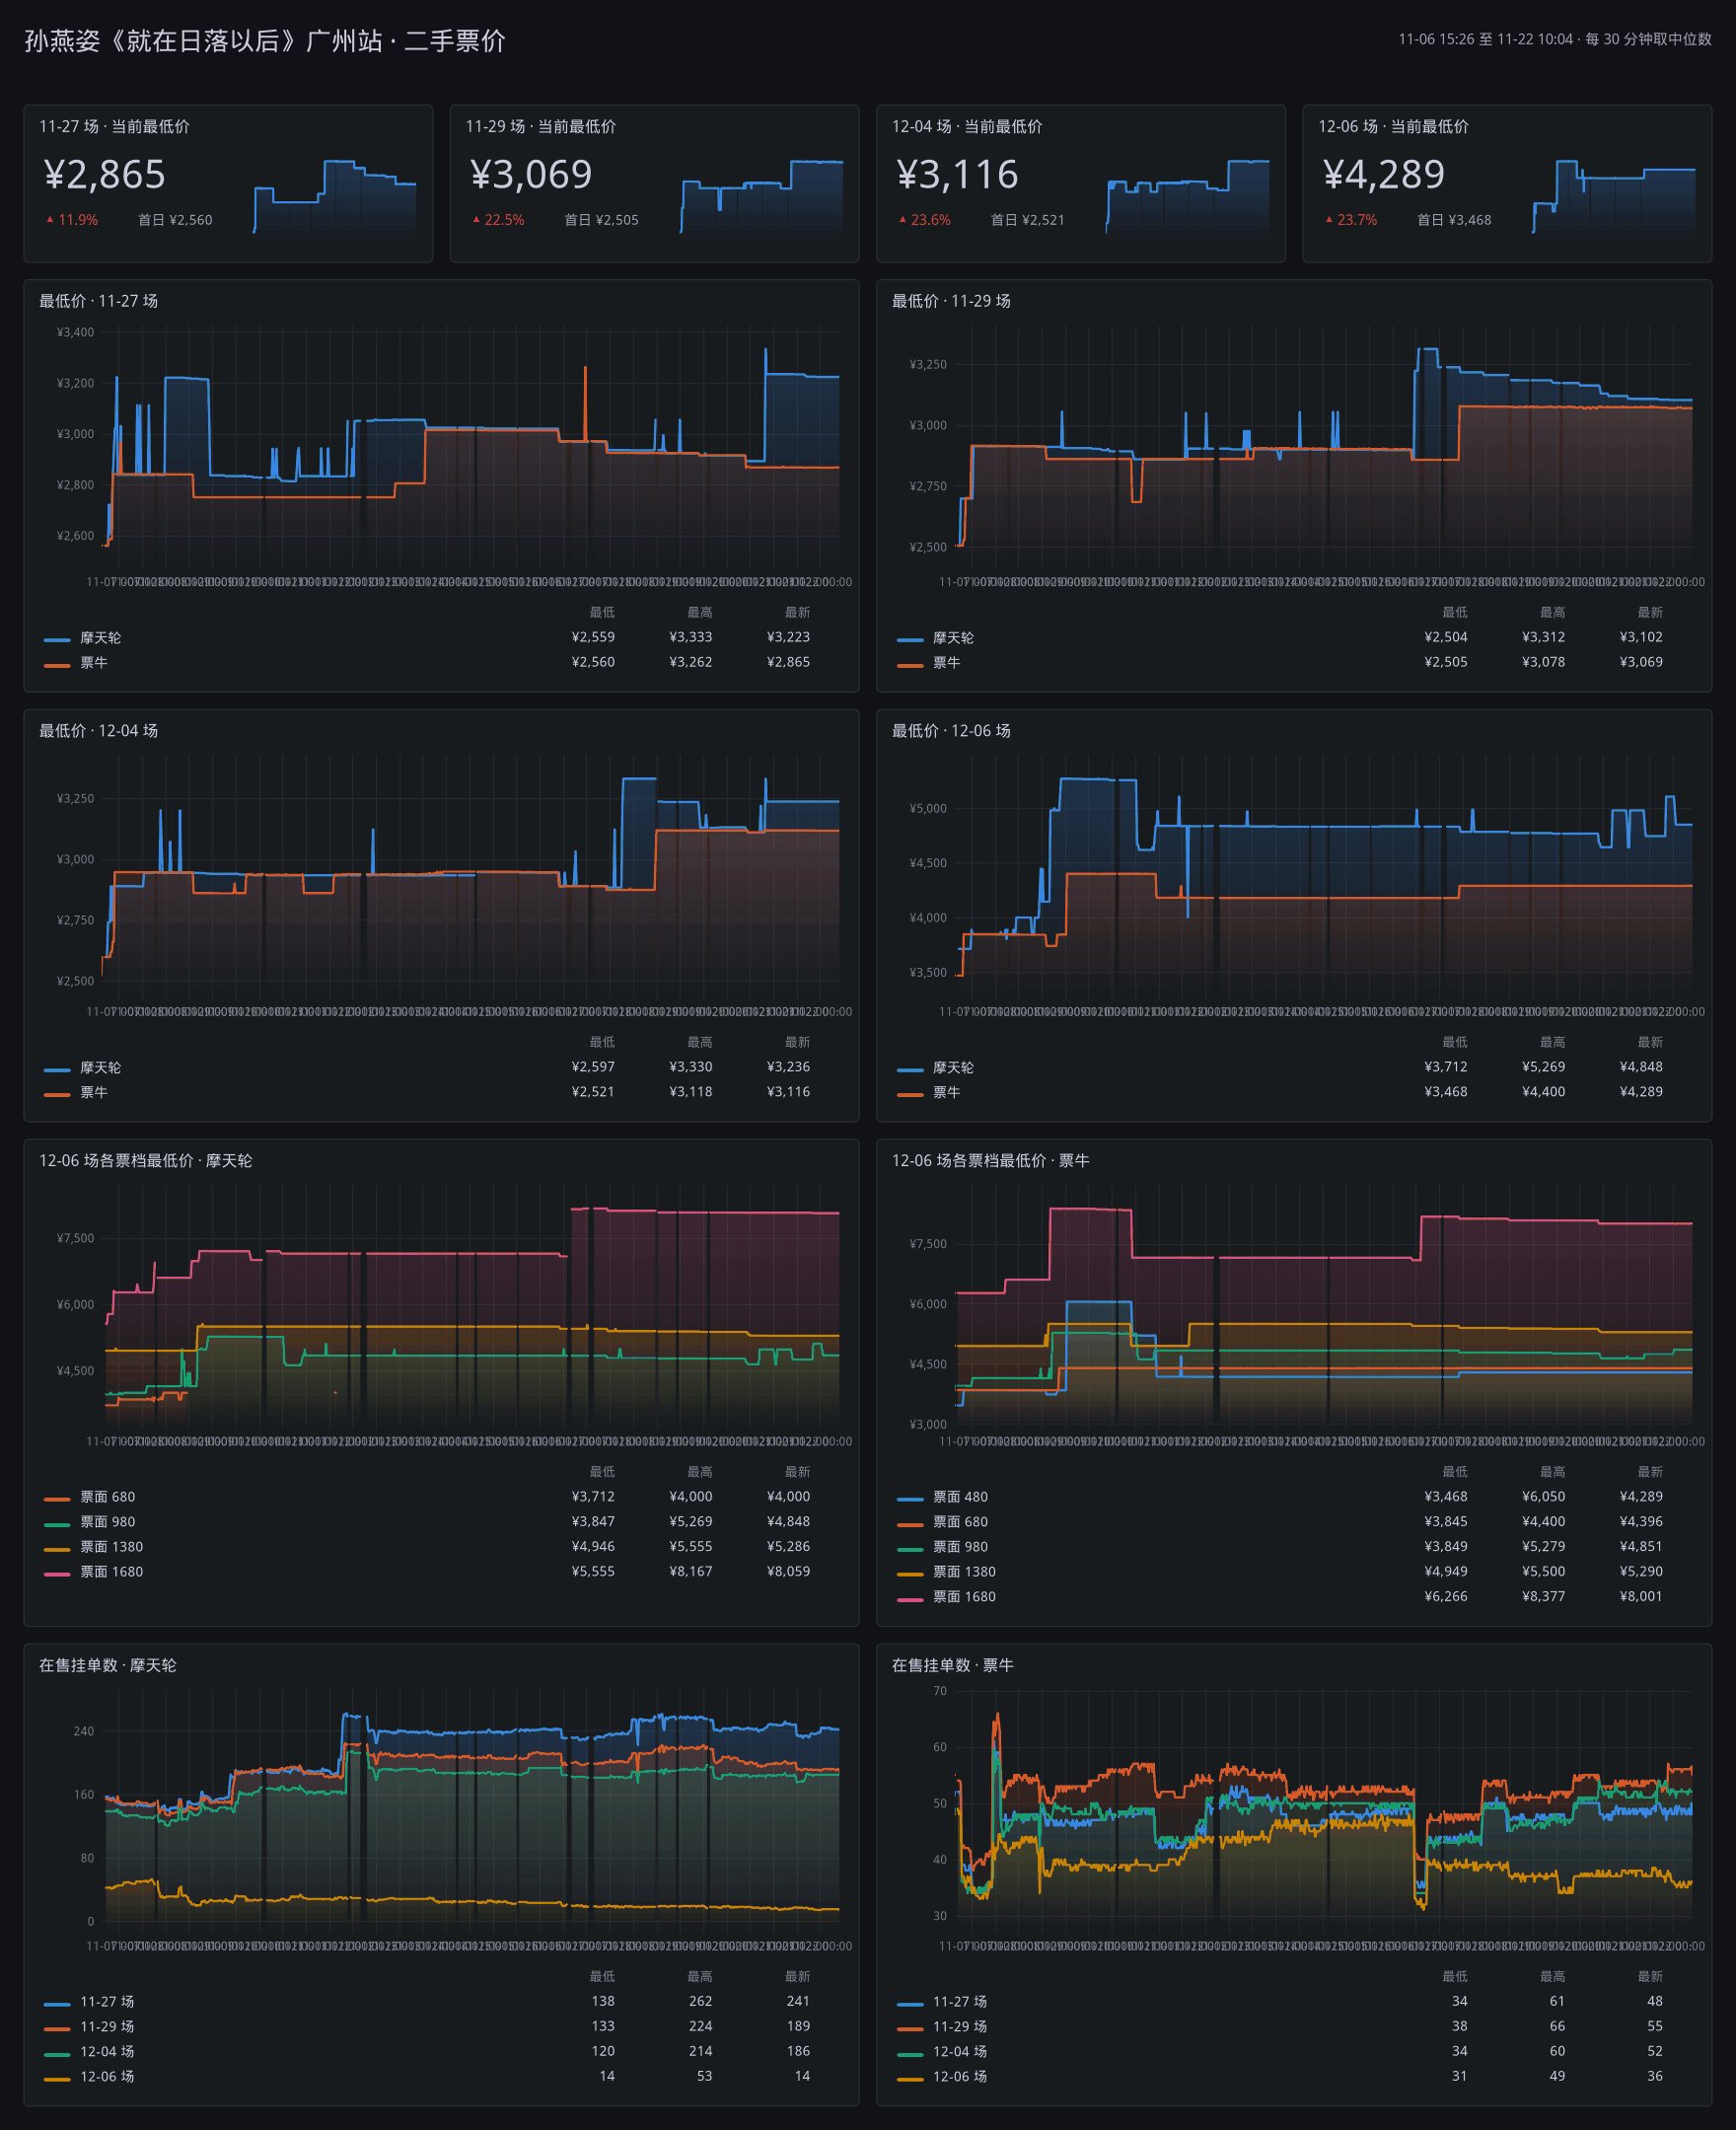 孙燕姿《就在日落以后》广州站 · 二手票价
11-06 15:26 至 11-22 10:04 · 每 30 分钟取中位数
11-27 场 · 当前最低价
¥2,865
▲ 11.9% 首日 ¥2,560
11-29 场 · 当前最低价
¥3,069
▲ 22.5% 首日 ¥2,505
12-04 场 · 当前最低价
¥3,116
▲ 23.6% 首日 ¥2,521
12-06 场 · 当前最低价
¥4,289
▲ 23.7% 首日 ¥3,468
最低价 · 11-27 场
¥3,400
¥3,200
¥3,000
¥2,800
¥2,600
最低 最高 最新
摩天轮 ¥2,559 ¥3,333 ¥3,223
票牛 ¥2,560 ¥3,262 ¥2,865
最低价 · 11-29 场
¥3,250
¥3,000
¥2,750
¥2,500
最低 最高 最新
摩天轮 ¥2,504 ¥3,312 ¥3,102
票牛 ¥2,505 ¥3,078 ¥3,069
最低价 · 12-04 场
¥3,250
¥3,000
¥2,750
¥2,500
最低 最高 最新
摩天轮 ¥2,597 ¥3,330 ¥3,236
票牛 ¥2,521 ¥3,118 ¥3,116
最低价 · 12-06 场
¥5,000
¥4,500
¥4,000
¥3,500
最低 最高 最新
摩天轮 ¥3,712 ¥5,269 ¥4,848
票牛 ¥3,468 ¥4,400 ¥4,289
12-06 场各票档最低价 · 摩天轮
¥7,500
¥6,000
¥4,500
最低 最高 最新
票面 680 ¥3,712 ¥4,000 ¥4,000
票面 980 ¥3,847 ¥5,269 ¥4,848
票面 1380 ¥4,946 ¥5,555 ¥5,286
票面 1680 ¥5,555 ¥8,167 ¥8,059
12-06 场各票档最低价 · 票牛
¥7,500
¥6,000
¥4,500
¥3,000
最低 最高 最新
票面 480 ¥3,468 ¥6,050 ¥4,289
票面 680 ¥3,845 ¥4,400 ¥4,396
票面 980 ¥3,849 ¥5,279 ¥4,851
票面 1380 ¥4,949 ¥5,500 ¥5,290
票面 1680 ¥6,266 ¥8,377 ¥8,001
在售挂单数 · 摩天轮
240
160
80
0
最低 最高 最新
11-27 场 138 262 241
11-29 场 133 224 189
12-04 场 120 214 186
12-06 场 14 53 14
在售挂单数 · 票牛
70
60
50
40
30
最低 最高 最新
11-27 场 34 61 48
11-29 场 38 66 55
12-04 场 34 60 52
12-06 场 31 49 36